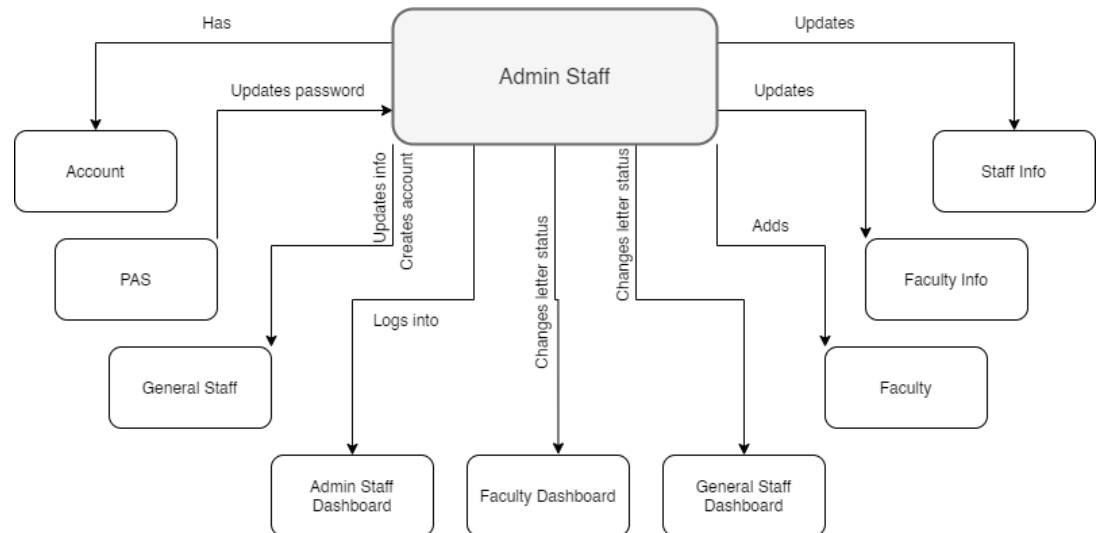 Has
Admin Staff
Updates
Updates password
Updates
Account
Updates info
Creates account
Changes letter status
Changes letter status
Staff Info
Adds
PAS
Faculty Info
Logs into
General Staff
Faculty
Admin Staff
Dashboard
Faculty Dashboard
General Staff
Dashboard